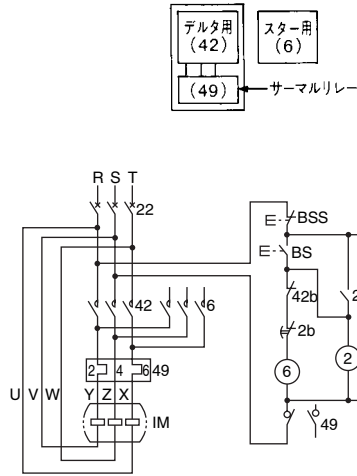 デルタ用
(42)
スター用
(6)
(49)
サーマルリレー
R S T
22
BSS
BS
42 6
42b
2
2b
2 4 6 49
6
2
U V W
Y Z X
49
IM